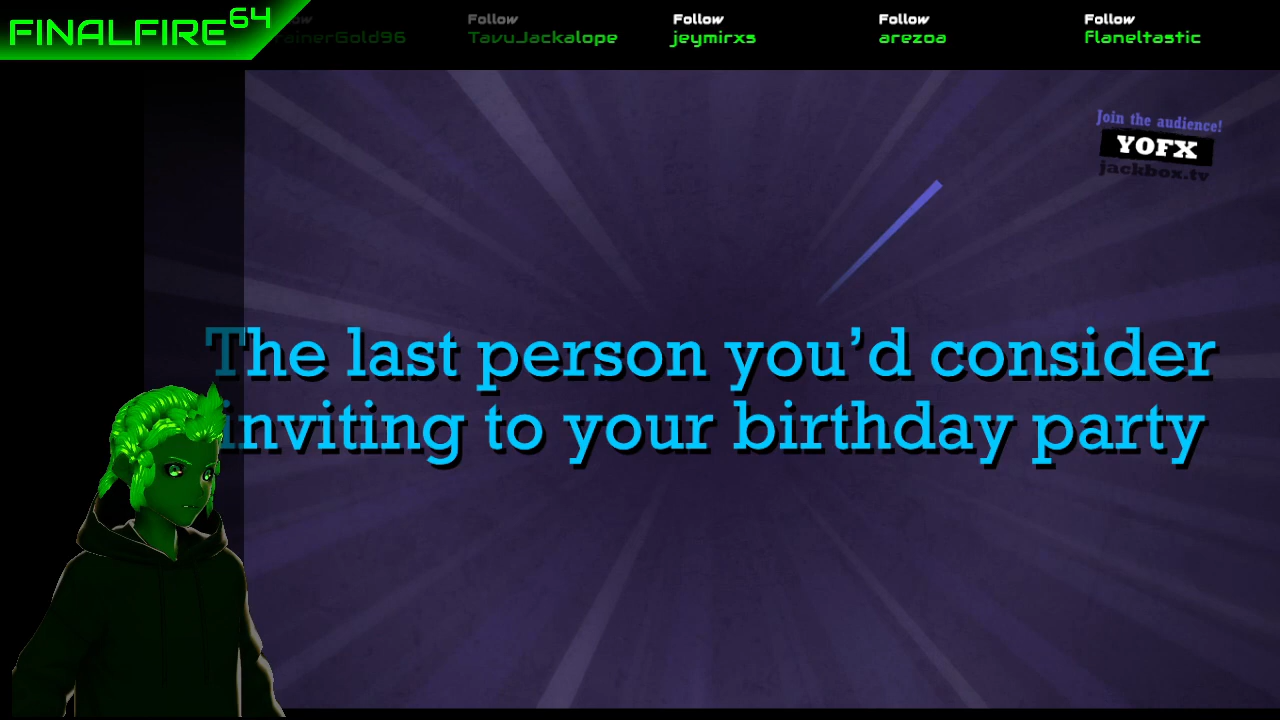 FINALFIRE64
Follow
TavuJackalope
Follow
jeymirxs
Follow
arezoa
Follow
Flaneltastic
Join the audience!
YOFX
jackbox.tv
The last person you’d consider
inviting to your birthday party